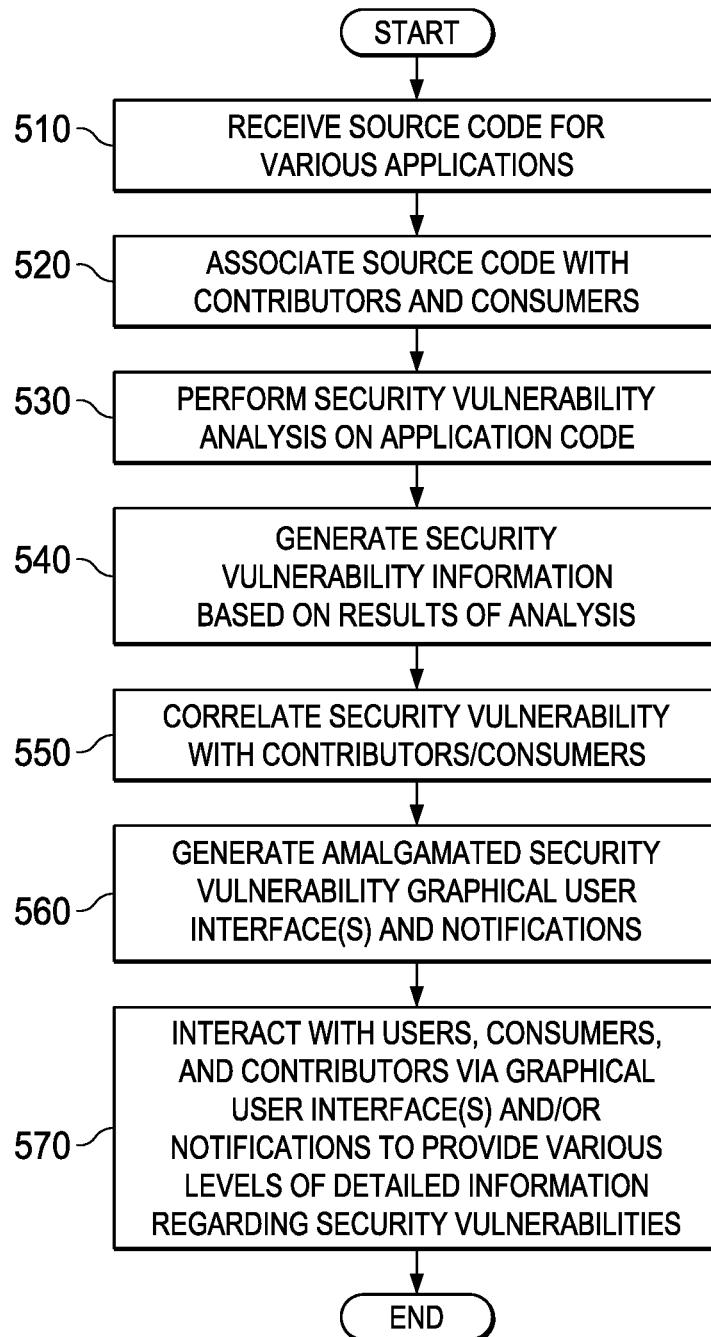 START
510
RECEIVE SOURCE CODE FOR
VARIOUS APPLICATIONS
520
ASSOCIATE SOURCE CODE WITH
CONTRIBUTORS AND CONSUMERS
530
PERFORM SECURITY VULNERABILITY
ANALYSIS ON APPLICATION CODE
540
GENERATE SECURITY
VULNERABILITY INFORMATION
BASED ON RESULTS OF ANALYSIS
550
CORRELATE SECURITY VULNERABILITY
WITH CONTRIBUTORS/CONSUMERS
560
GENERATE AMALGAMATED SECURITY
VULNERABILITY GRAPHICAL USER
INTERFACE(S) AND NOTIFICATIONS
570
INTERACT WITH USERS, CONSUMERS,
AND CONTRIBUTORS VIA GRAPHICAL
USER INTERFACE(S) AND/OR
NOTIFICATIONS TO PROVIDE VARIOUS
LEVELS OF DETAILED INFORMATION
REGARDING SECURITY VULNERABILITIES
END